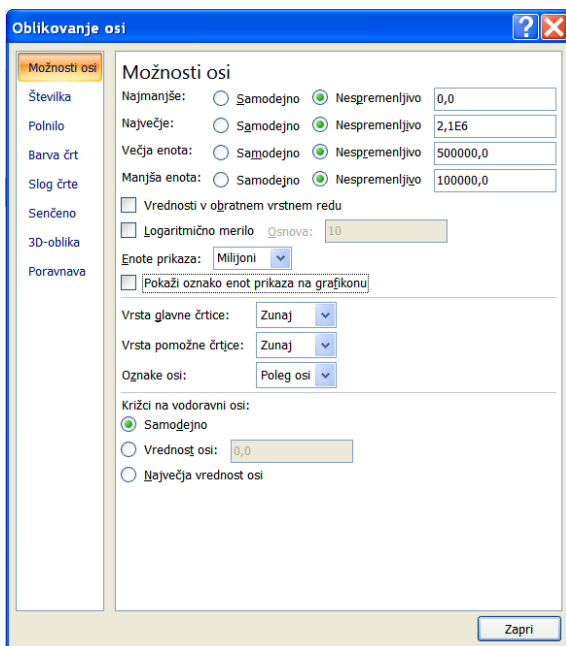 Oblikovanje osi
Možnosti osi
Številka
Polnilo
Barva črt
Slog črte
Senčeno
3D-oblika
Poravnava
Možnosti osi
Najmanjše: Samodejno Nespremenljivo 0,0
Največje: Samodejno Nespremenljivo 2,1E6
Večja enota: Samodejno Nespremenljivo 500000,0
Manjša enota: Samodejno Nespremenljivo 100000,0
Vrednosti v obratnem vrstnem redu
Logaritmično merilo Osnova: 10
Enote prikaza: Milijoni
Pokaži oznako enot prikaza na grafikonu
Vrsta glavne črtice: Zunaj
Vrsta pomožne črtice: Zunaj
Oznake osi: Poleg osi
Križci na vodoravni osi:
Samodejno
Vrednost osi: 0,0
Največja vrednost osi
Zapri